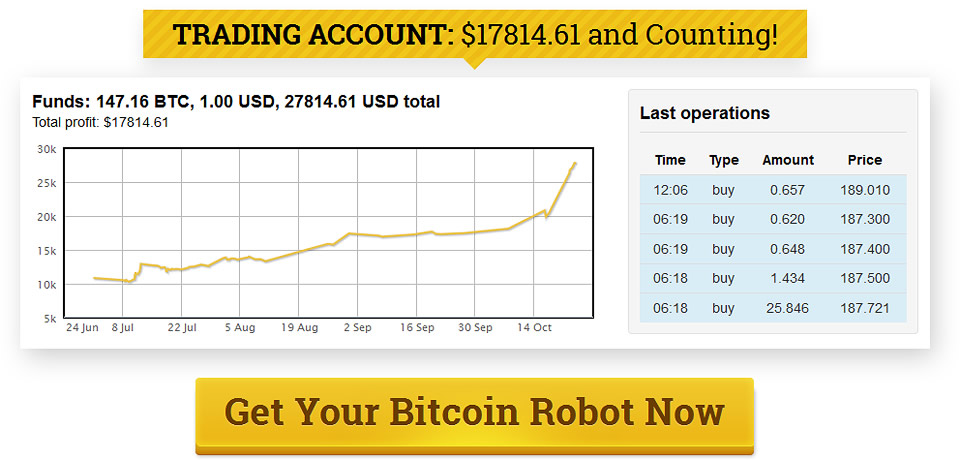 TRADING ACCOUNT: $17814.61 and Counting!
Funds: 147.16 BTC, 1.00 USD, 27814.61 USD total
Total profit: $17814.61
30k
25k
20k
15k
10k
5k
24 Jun 8 Jul 22 Jul 5 Aug 19 Aug 2 Sep 16 Sep 30 Sep 14 Oct
Last operations
Time Type Amount Price
12:06 buy 0.657 189.010
06:19 buy 0.620 187.300
06:19 buy 0.648 187.400
06:18 buy 1.434 187.500
06:18 buy 25.846 187.721
Get Your Bitcoin Robot Now